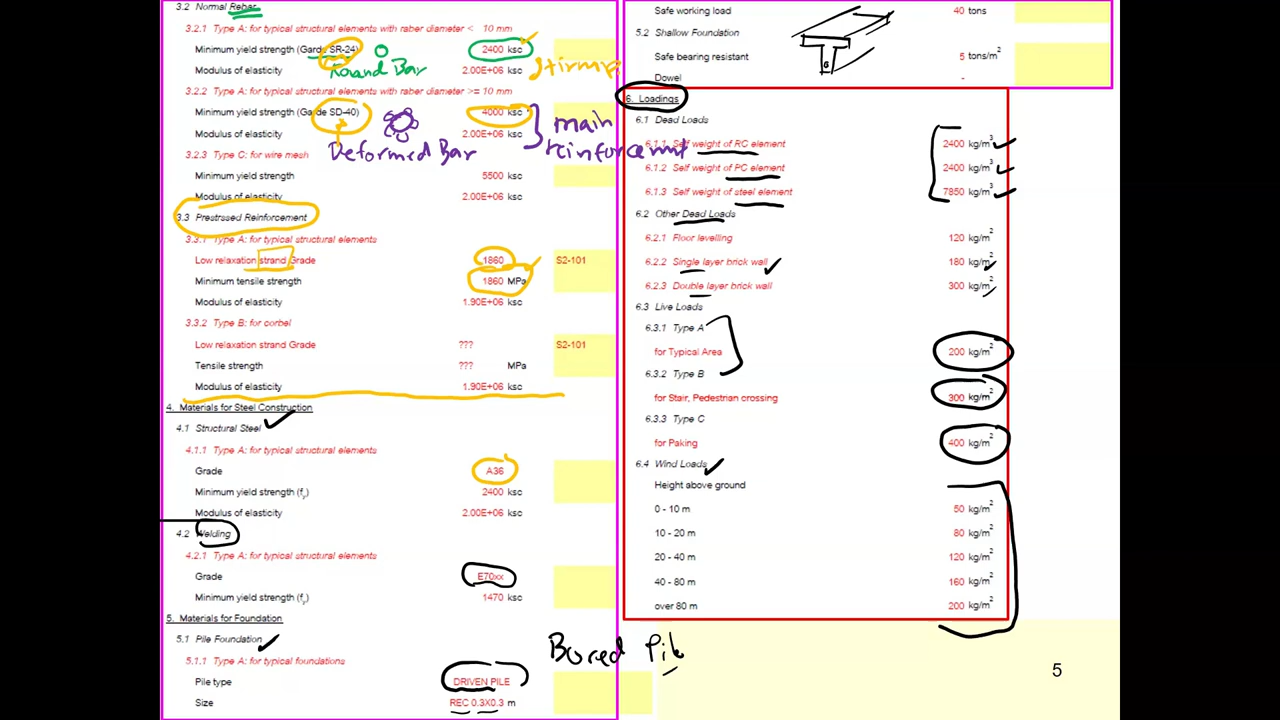 3.2 Normal Rebar
3.2.1 Type A: for typical structural elements with raber diameter < 10 mm
Minimum yield strength (Garde SR-24) 2400 ksc
Round Bar
Stirrups
Modulus of elasticity 2.00E+06 ksc
3.2.2 Type A: for typical structural elements with raber diameter >= 10 mm
Minimum yield strength (Garde SD-40) 4000 ksc
main
reinforcement
Modulus of elasticity 2.00E+06 ksc
Deformed Bar
3.2.3 Type C: for wire mesh
Minimum yield strength 5500 ksc
Modulus of elasticity 2.00E+06 ksc
3.3 Prestrssed Reinforcement
3.3.1 Type A: for typical structural elements
Low relaxation strand Grade 1860 S2-101
Minimum tensile strength 1860 MPa
Modulus of elasticity 1.90E+06 ksc
3.3.2 Type B: for corbel
Low relaxation strand Grade ??? S2-101
Tensile strength ??? MPa
Modulus of elasticity 1.90E+06 ksc
4. Materials for Steel Construction
4.1 Structural Steel
4.1.1 Type A: for typical structural elements
Grade A36
Minimum yield strength (fy) 2400 ksc
Modulus of elasticity 2.00E+06 ksc
4.2 Welding
4.2.1 Type A: for typical structural elements
Grade E70xx
Minimum yield strength (fy) 1470 ksc
5. Materials for Foundation
5.1 Pile Foundation
Bored Pile
5.1.1 Type A: for typical foundations
Pile type DRIVEN PILE
Size REC 0.3X0.3 m
Safe working load 40 tons
5.2 Shallow Foundation
Safe bearing resistant 5 tons/m2
Dowel -
6. Loadings
6.1 Dead Loads
6.1.1 Self weight of RC element 2400 kg/m3
6.1.2 Self weight of PC element 2400 kg/m3
6.1.3 Self weight of steel element 7850 kg/m3
6.2 Other Dead Loads
6.2.1 Floor levelling 120 kg/m2
6.2.2 Single layer brick wall 180 kg/m2
6.2.3 Double layer brick wall 300 kg/m2
6.3 Live Loads
6.3.1 Type A
for Typical Area 200 kg/m2
6.3.2 Type B
for Stair, Pedestrian crossing 300 kg/m2
6.3.3 Type C
for Paking 400 kg/m2
6.4 Wind Loads
Height above ground
0 - 10 m 50 kg/m2
10 - 20 m 80 kg/m2
20 - 40 m 120 kg/m2
40 - 80 m 160 kg/m2
over 80 m 200 kg/m2
5